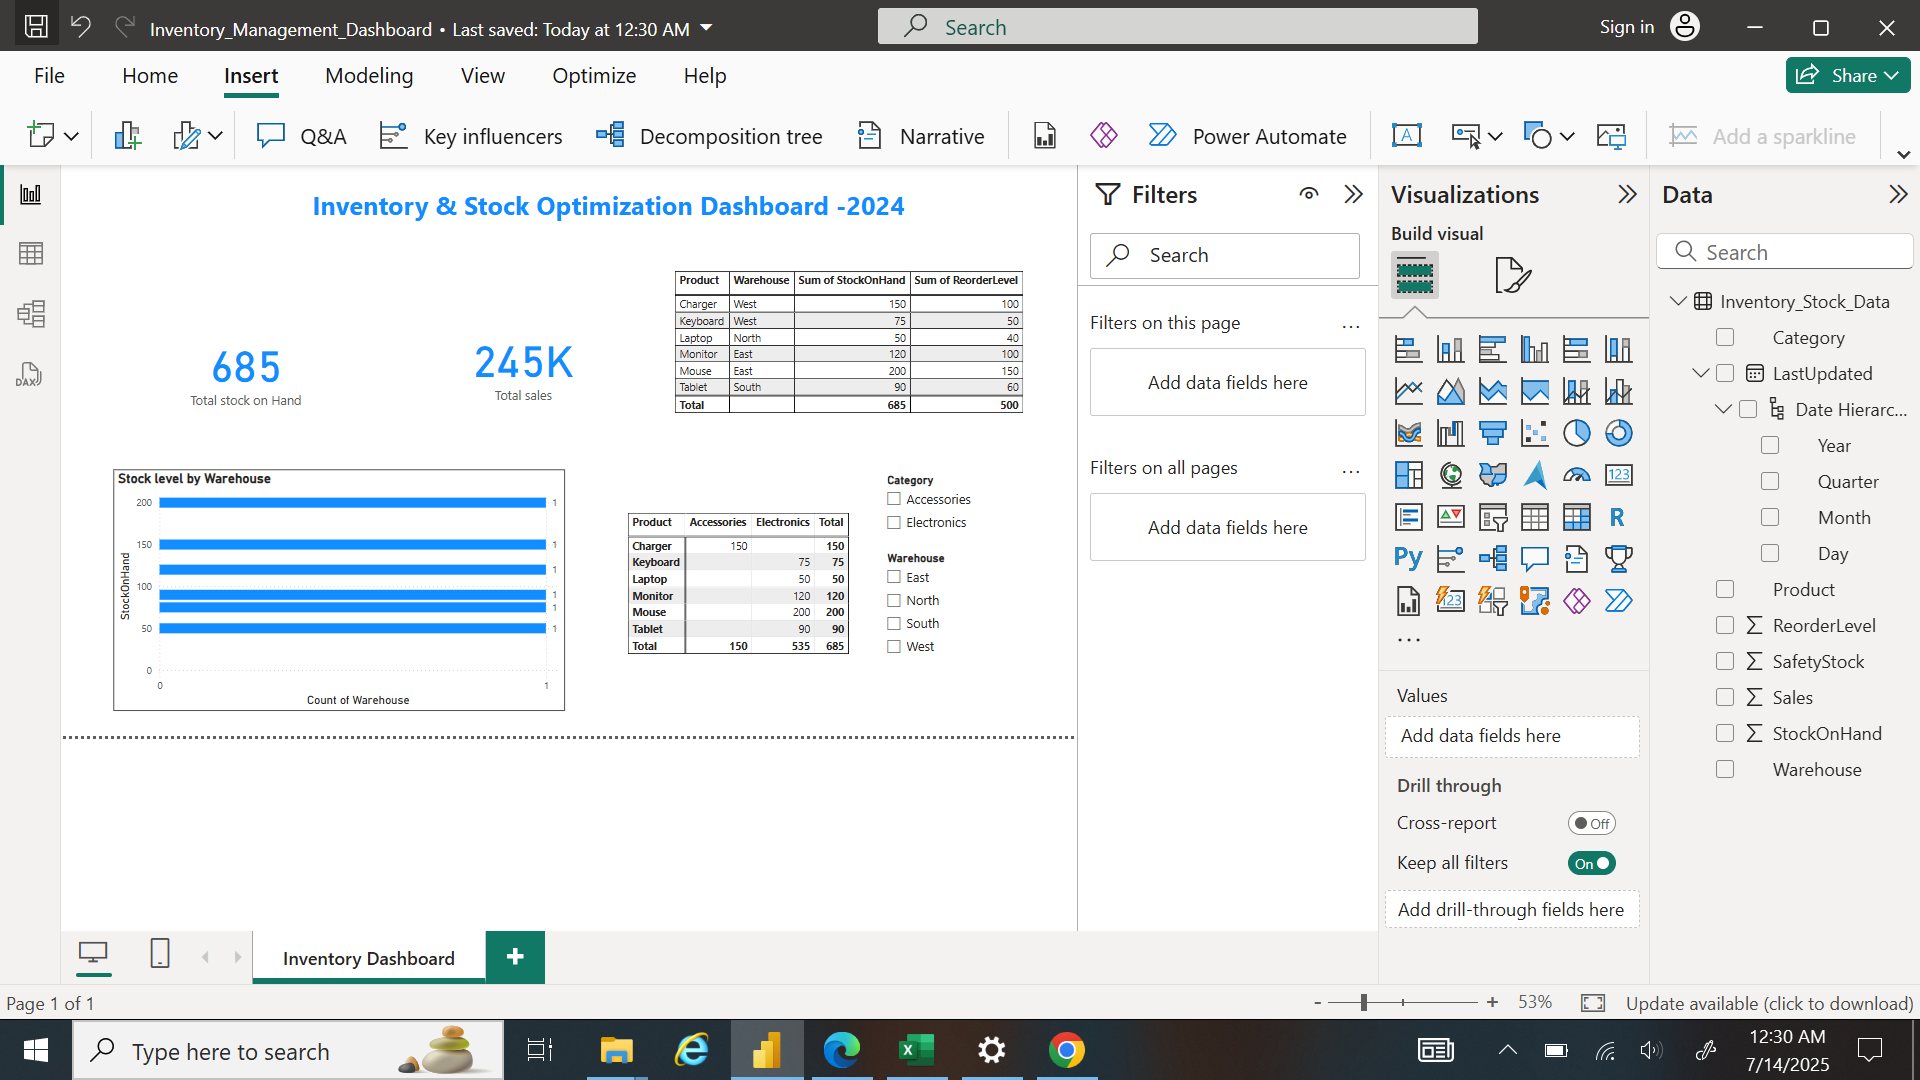 Inventory_Management_Dashboard • Last saved: Today at 12:30 AM
Search
Sign in
File Home Insert Modeling View Optimize Help
Share
Q&A Key influencers Decomposition tree Narrative Power Automate Add a sparkline
DAX
Inventory & Stock Optimization Dashboard -2024
685
Total stock on Hand
245K
Total sales
Product Warehouse Sum of StockOnHand Sum of ReorderLevel
Charger West 150 100
Keyboard West 75 50
Laptop North 50 40
Monitor East 120 100
Mouse East 200 150
Tablet South 90 60
Total 685 500
Stock level by Warehouse
StockOnHand
200 1
150 1
1
100 1
1
50 1
0
0 1
Count of Warehouse
Product Accessories Electronics Total
Charger 150 150
Keyboard 75 75
Laptop 50 50
Monitor 120 120
Mouse 200 200
Tablet 90 90
Total 150 535 685
Category
Accessories
Electronics
Warehouse
East
North
South
West
Filters
Search
Filters on this page ...
Add data fields here
Filters on all pages ...
Add data fields here
Visualizations
Build visual
123
R
Py
123
...
Values
Add data fields here
Drill through
Cross-report Off
Keep all filters On
Add drill-through fields here
Data
Search
Inventory_Stock_Data
Category
LastUpdated
Date Hierarc...
Year
Quarter
Month
Day
Product
ReorderLevel
SafetyStock
Sales
StockOnHand
Warehouse
Inventory Dashboard +
Page 1 of 1
- + 53%
Update available (click to download)
Type here to search
12:30 AM
7/14/2025